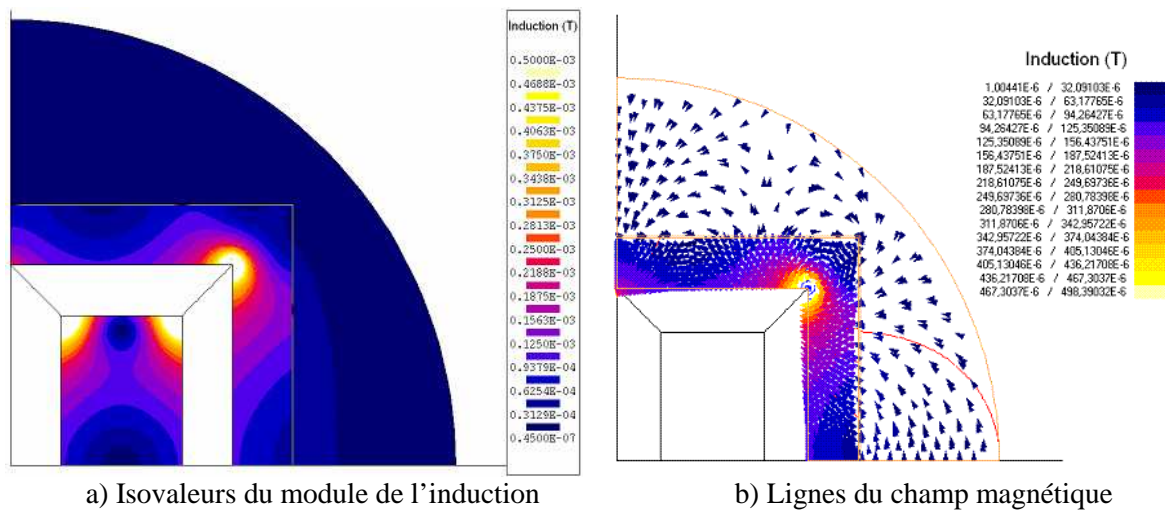 Induction (T)
0.5000E-03
0.4688E-03
0.4375E-03
0.4063E-03
0.3750E-03
0.3438E-03
0.3125E-03
0.2813E-03
0.2500E-03
0.2188E-03
0.1875E-03
0.1563E-03
0.1250E-03
0.9379E-04
0.6254E-04
0.3129E-04
0.4500E-07
Induction (T)
1,00441E-6 / 32,09103E-6
32,09103E-6 / 63,17765E-6
63,17765E-6 / 94,26427E-6
94,26427E-6 / 125,35089E-6
125,35089E-6 / 156,43751E-6
156,43751E-6 / 187,52413E-6
187,52413E-6 / 218,61075E-6
218,61075E-6 / 249,69736E-6
249,69736E-6 / 280,78398E-6
280,78398E-6 / 311,8706E-6
311,8706E-6 / 342,95722E-6
342,95722E-6 / 374,04384E-6
374,04384E-6 / 405,13046E-6
405,13046E-6 / 436,21708E-6
436,21708E-6 / 467,3037E-6
467,3037E-6 / 498,39032E-6
a) Isovaleurs du module de l’induction
b) Lignes du champ magnétique